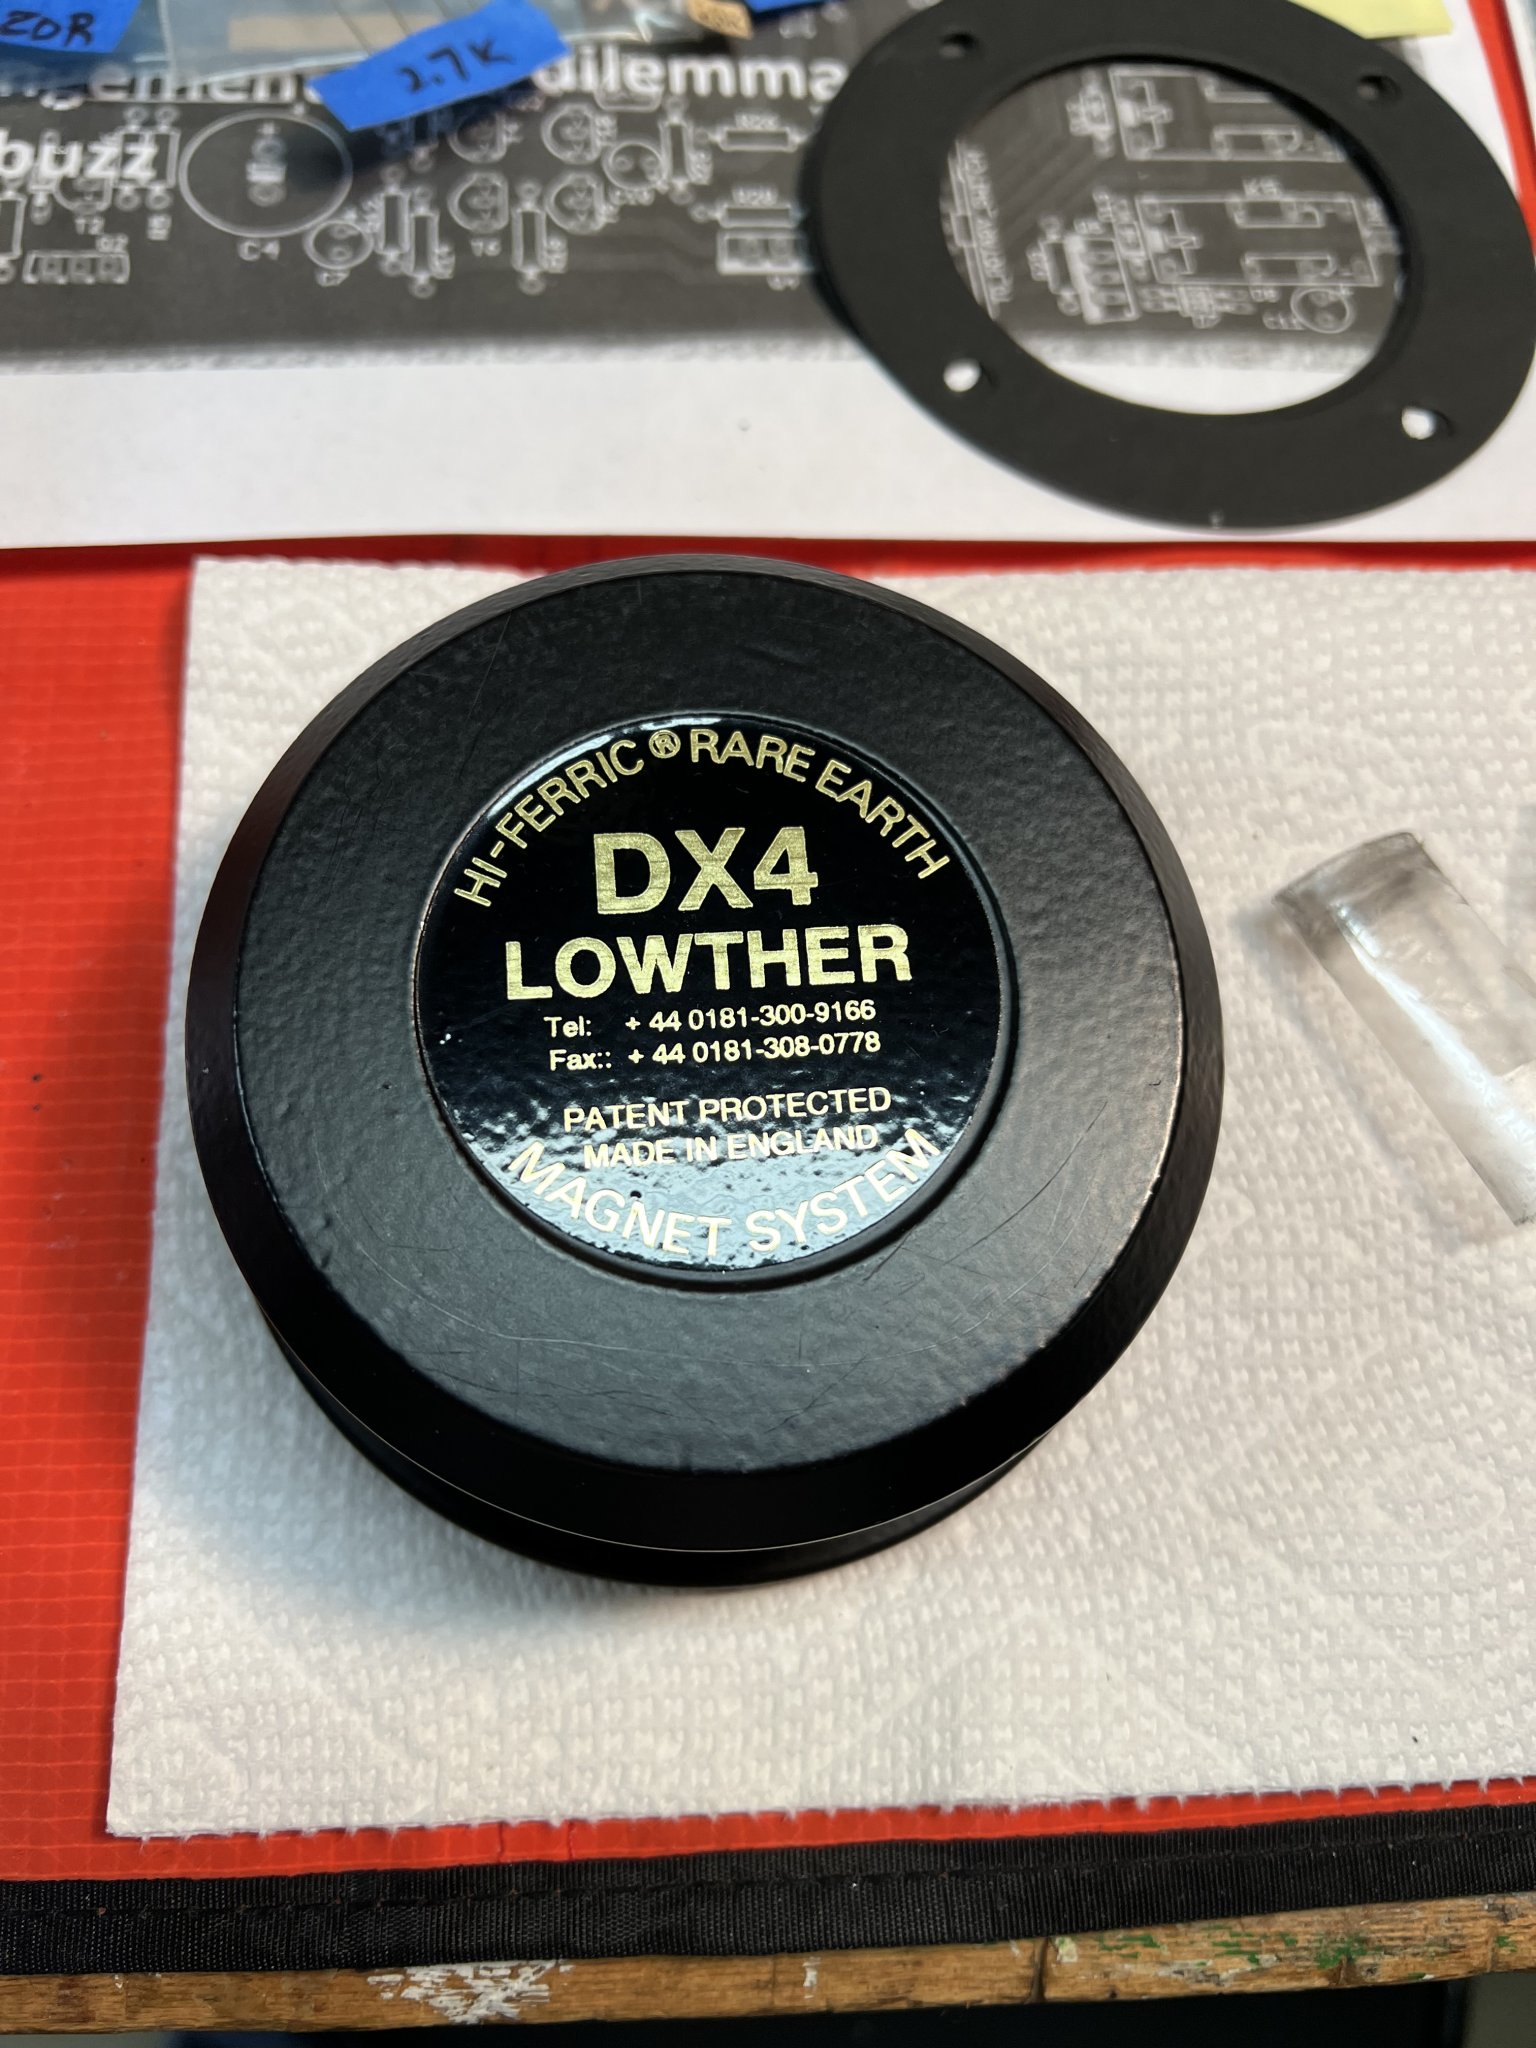 20R
2.7K
dilemma
buzz
C4
HI-FERRIC® RARE EARTH
DX4
LOWTHER
Tel: + 44 0181-300-9166
Fax:: + 44 0181-308-0778
PATENT PROTECTED
MADE IN ENGLAND
MAGNET SYSTEM